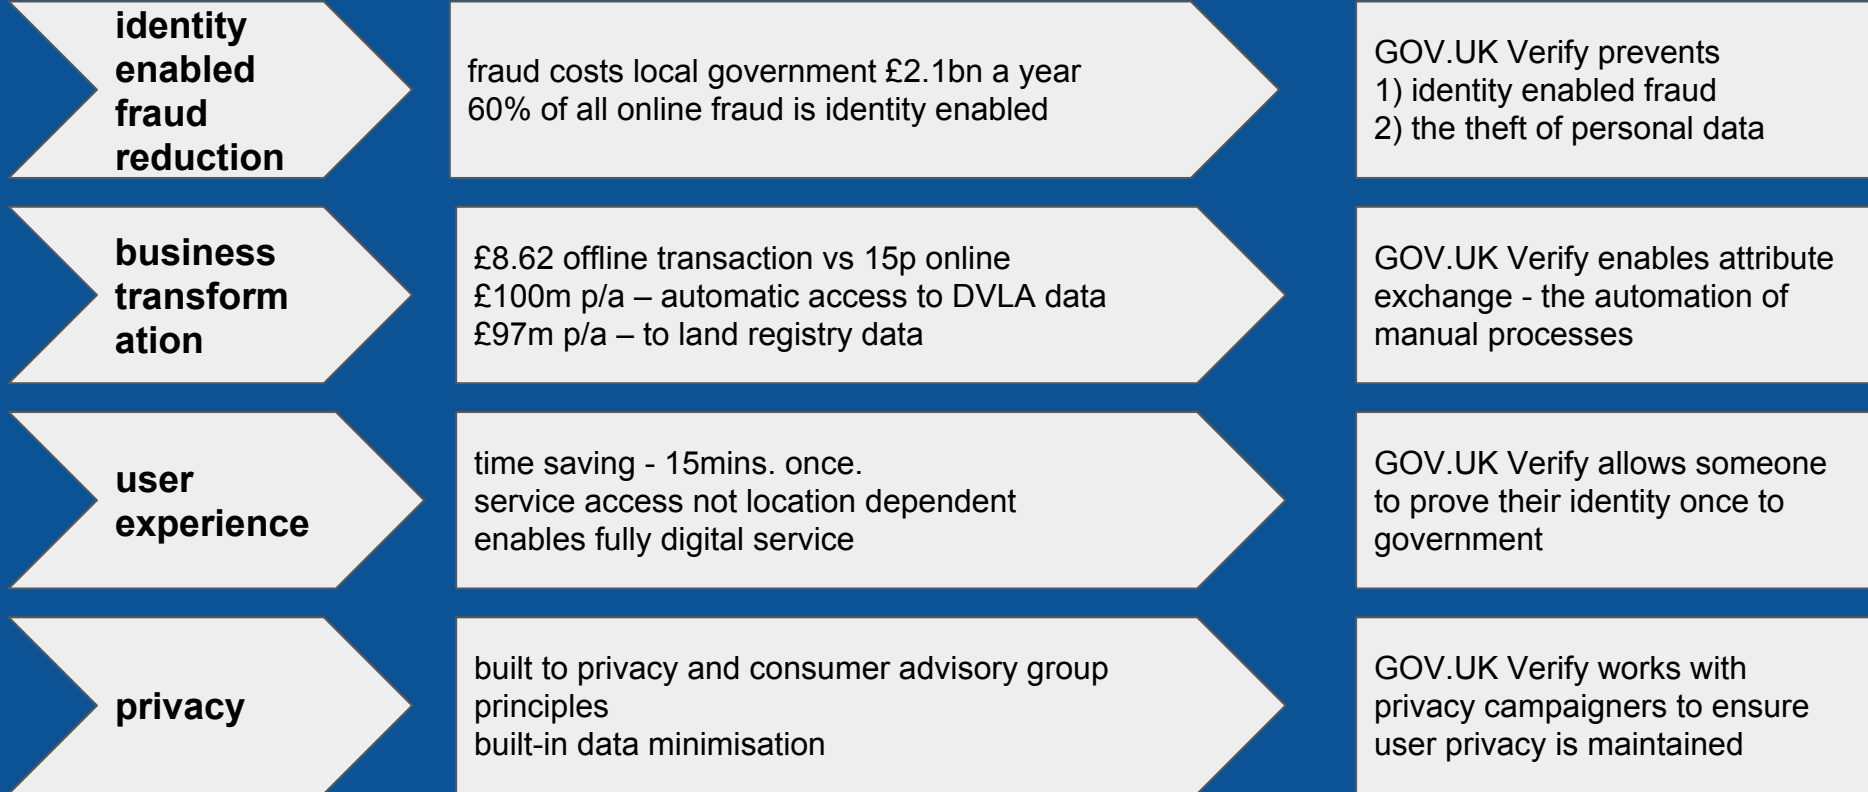 identity
enabled
fraud
reduction
fraud costs local government £2.1bn a year
60% of all online fraud is identity enabled
GOV.UK Verify prevents
1) identity enabled fraud
2) the theft of personal data
business
transform
ation
£8.62 offline transaction vs 15p online
£100m p/a – automatic access to DVLA data
£97m p/a – to land registry data
GOV.UK Verify enables attribute
exchange - the automation of
manual processes
user
experience
time saving - 15mins. once.
service access not location dependent
enables fully digital service
GOV.UK Verify allows someone
to prove their identity once to
government
privacy
built to privacy and consumer advisory group
principles
built-in data minimisation
GOV.UK Verify works with
privacy campaigners to ensure
user privacy is maintained